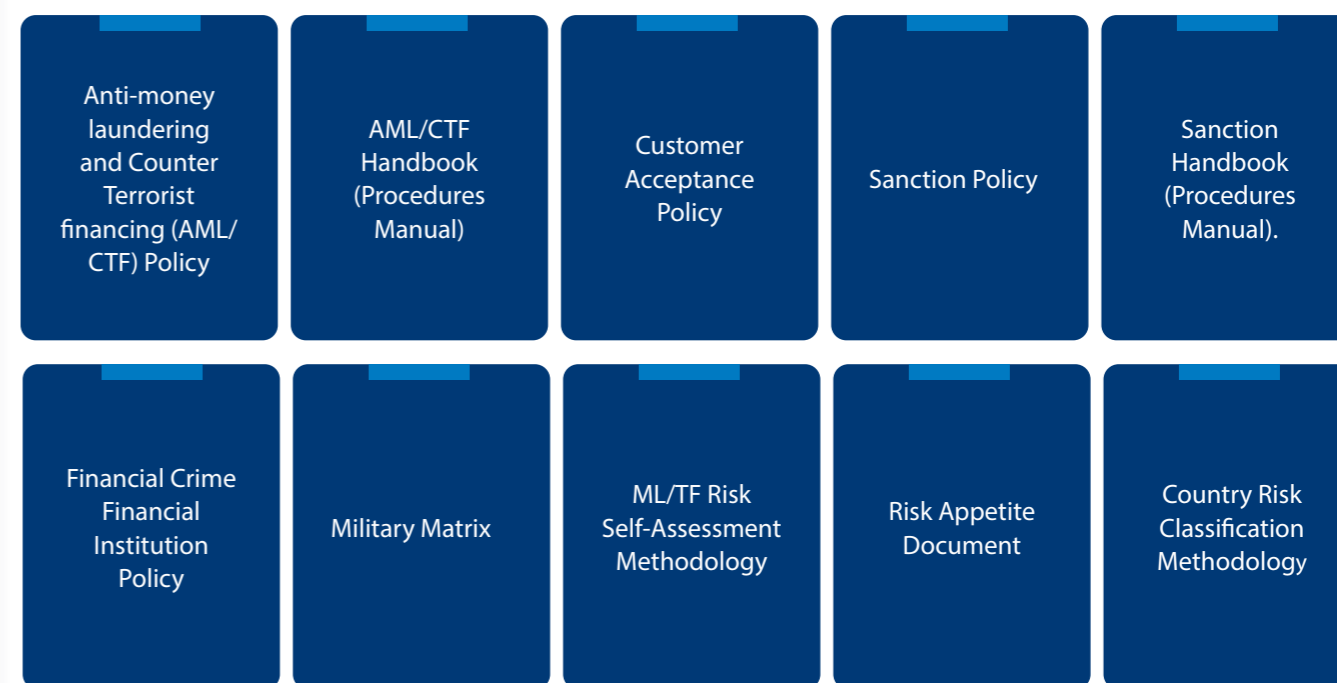 Anti-money
laundering
and Counter
Terrorist
financing (AML/
CTF) Policy
AML/CTF
Handbook
(Procedures
Manual)
Customer
Acceptance
Policy
Sanction Policy
Sanction
Handbook
(Procedures
Manual).
Financial Crime
Financial
Institution
Policy
Military Matrix
ML/TF Risk
Self-Assessment
Methodology
Risk Appetite
Document
Country Risk
Classification
Methodology